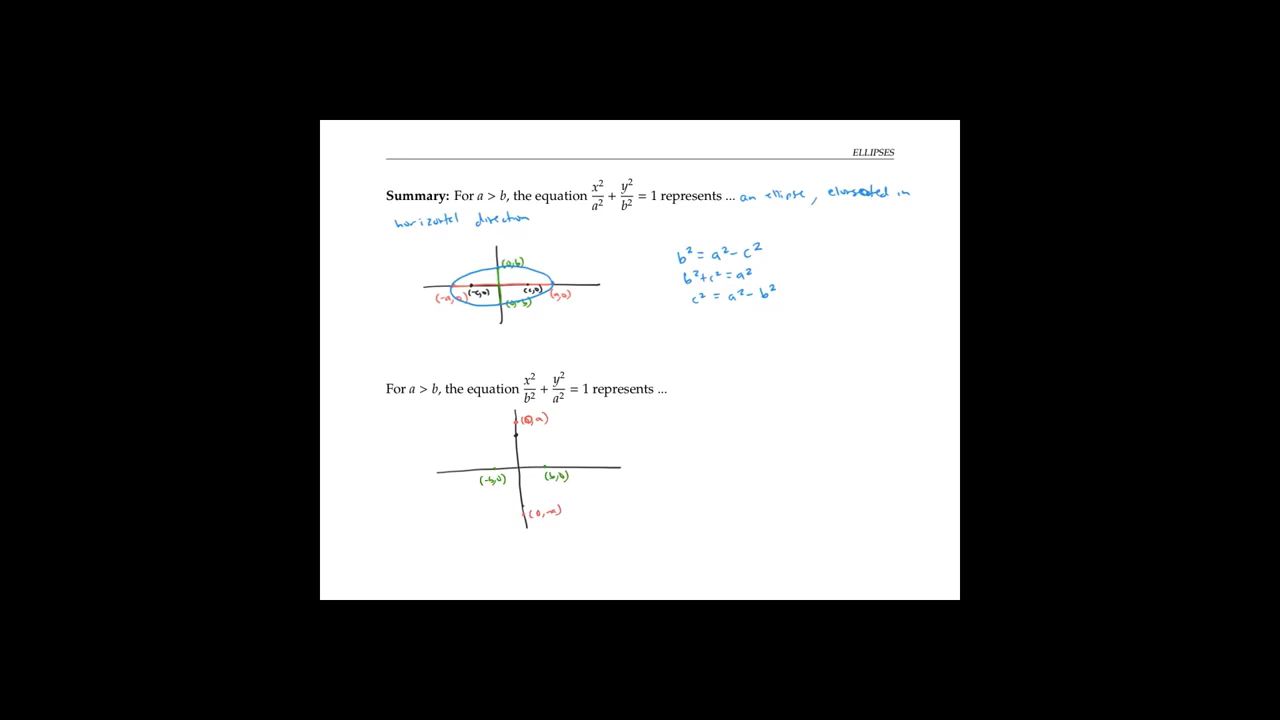 ELLIPSES
Summary: For a > b, the equation x²/a² + y²/b² = 1 represents ... an ellipse, elongated in
horizontal direction
(0,b)
(-a,0) (-c,0) (c,0) (a,0)
(0,-b)
b² = a² - c²
b² + c² = a²
c² = a² - b²
For a > b, the equation x²/b² + y²/a² = 1 represents ...
(0,a)
(-b,0) (b,0)
(0,-a)